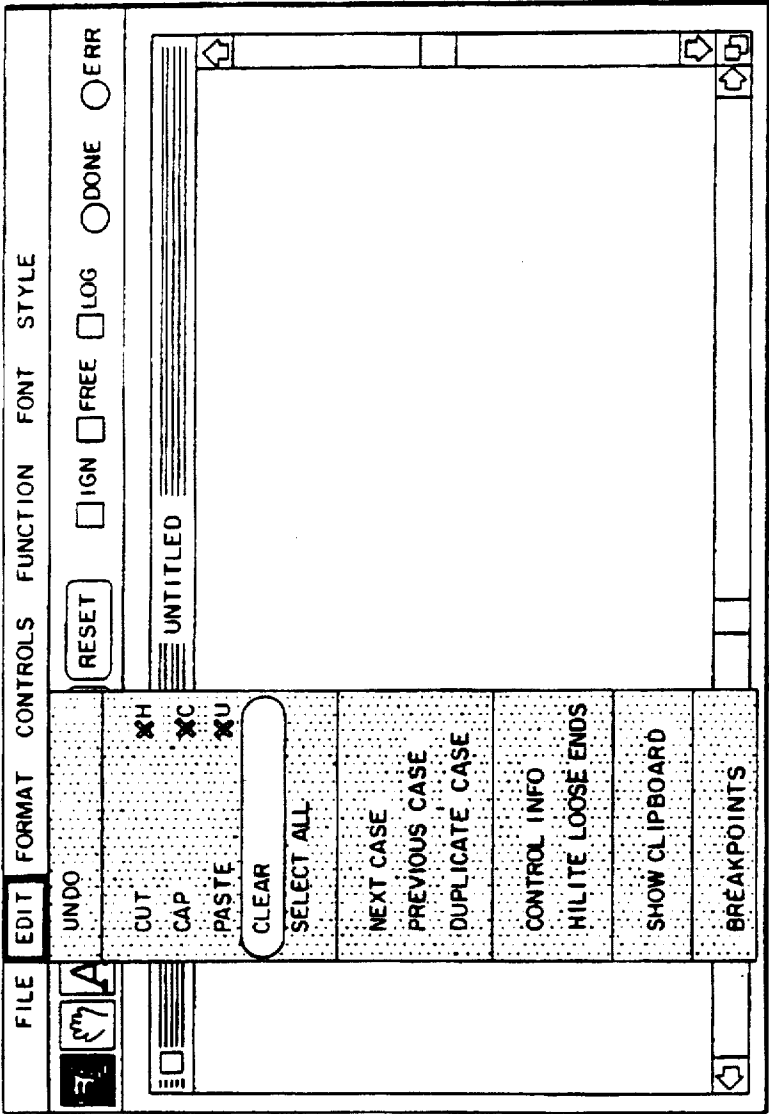 FILE EDIT FORMAT CONTROLS FUNCTION FONT STYLE
A RESET IGN FREE LOG DONE ERR
UNTITLED
UNDO
CUT ⌘H
CAP ⌘C
PASTE ⌘U
CLEAR
SELECT ALL
NEXT CASE
PREVIOUS CASE
DUPLICATE CASE
CONTROL INFO
HILITE LOOSE ENDS
SHOW CLIPBOARD
BREAKPOINTS